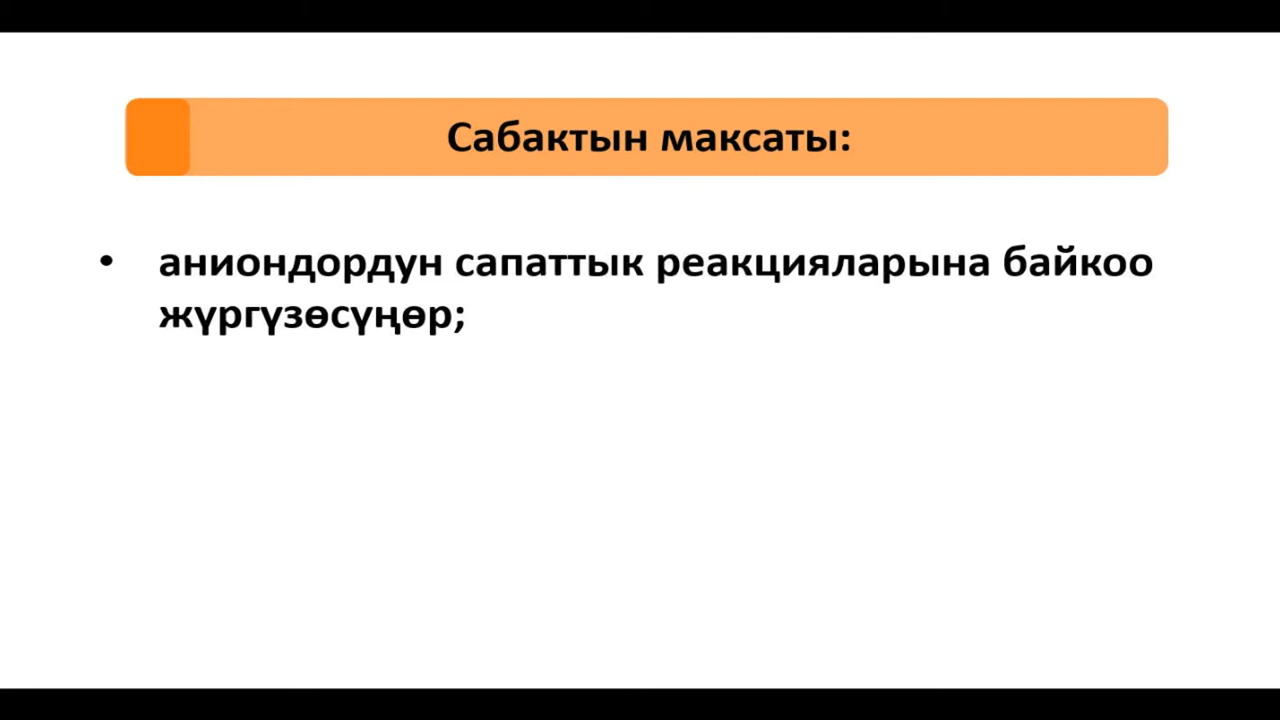 Сабактын максаты:
• аниондордун сапаттык реакцияларына байкоо
жүргүзөсүңөр;